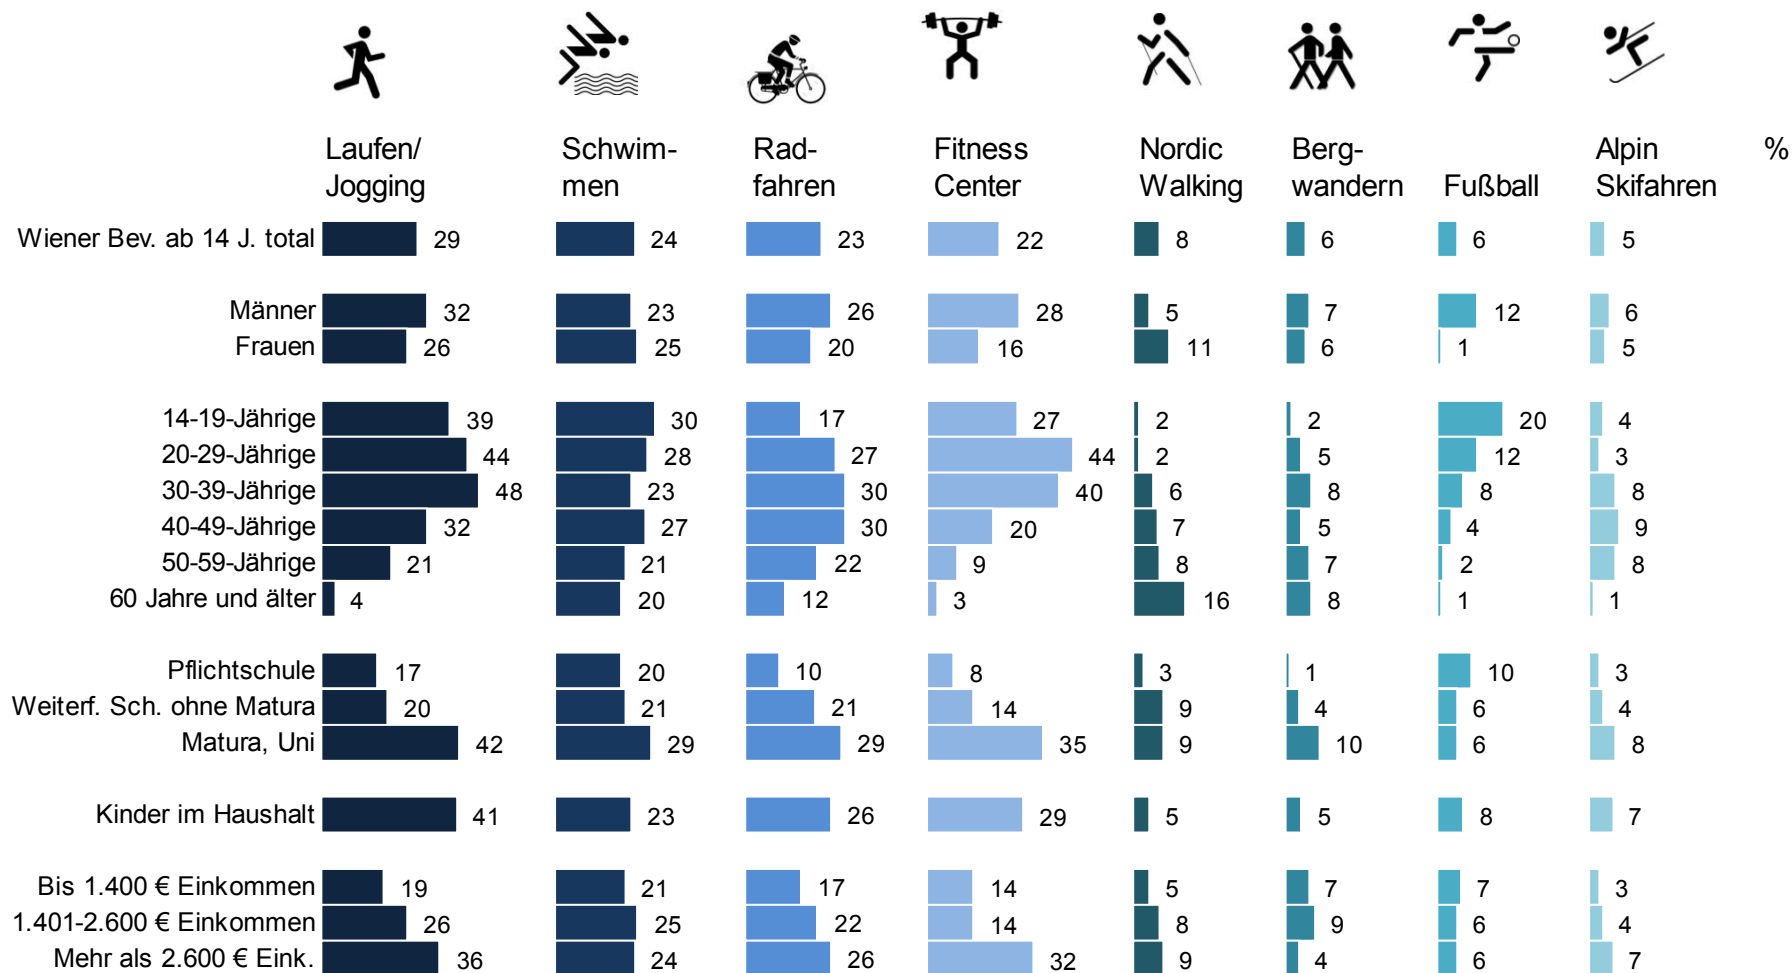 Laufen/
Jogging
Schwim-
men
Rad-
fahren
Fitness
Center
Nordic
Walking
Berg-
wandern
Fußball
Alpin
Skifahren
%
Wiener Bev. ab 14 J. total 29 24 23 22 8 6 6 5
Männer 32 23 26 28 5 7 12 6
Frauen 26 25 20 16 11 6 1 5
14-19-Jährige 39 30 17 27 2 2 20 4
20-29-Jährige 44 28 27 44 2 5 12 3
30-39-Jährige 48 23 30 40 6 8 8 8
40-49-Jährige 32 27 30 20 7 5 4 9
50-59-Jährige 21 21 22 9 8 7 2 8
60 Jahre und älter 4 20 12 3 16 8 1 1
Pflichtschule 17 20 10 8 3 1 10 3
Weiterf. Sch. ohne Matura 20 21 21 14 9 4 6 4
Matura, Uni 42 29 29 35 9 10 6 8
Kinder im Haushalt 41 23 26 29 5 5 8 7
Bis 1.400 € Einkommen 19 21 17 14 5 7 7 3
1.401-2.600 € Einkommen 26 25 22 14 8 9 6 4
Mehr als 2.600 € Eink. 36 24 26 32 9 4 6 7